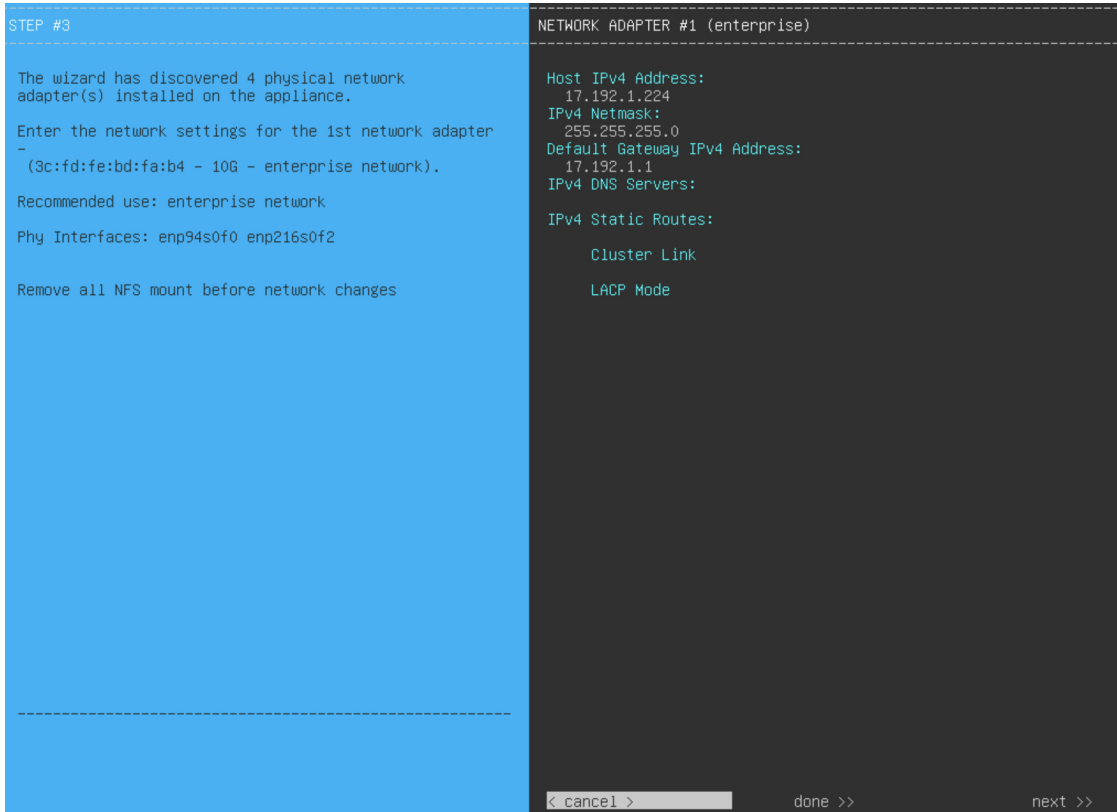 STEP #3
The wizard has discovered 4 physical network
adapter(s) installed on the appliance.
Enter the network settings for the 1st network adapter
-
(3c:fd:fe:bd:fa:b4 - 10G - enterprise network).
Recommended use: enterprise network
Phy Interfaces: enp94s0f0 enp216s0f2
Remove all NFS mount before network changes
NETWORK ADAPTER #1 (enterprise)
Host IPv4 Address:
17.192.1.224
IPv4 Netmask:
255.255.255.0
Default Gateway IPv4 Address:
17.192.1.1
IPv4 DNS Servers:
IPv4 Static Routes:
Cluster Link
LACP Mode
< cancel > done >> next >>